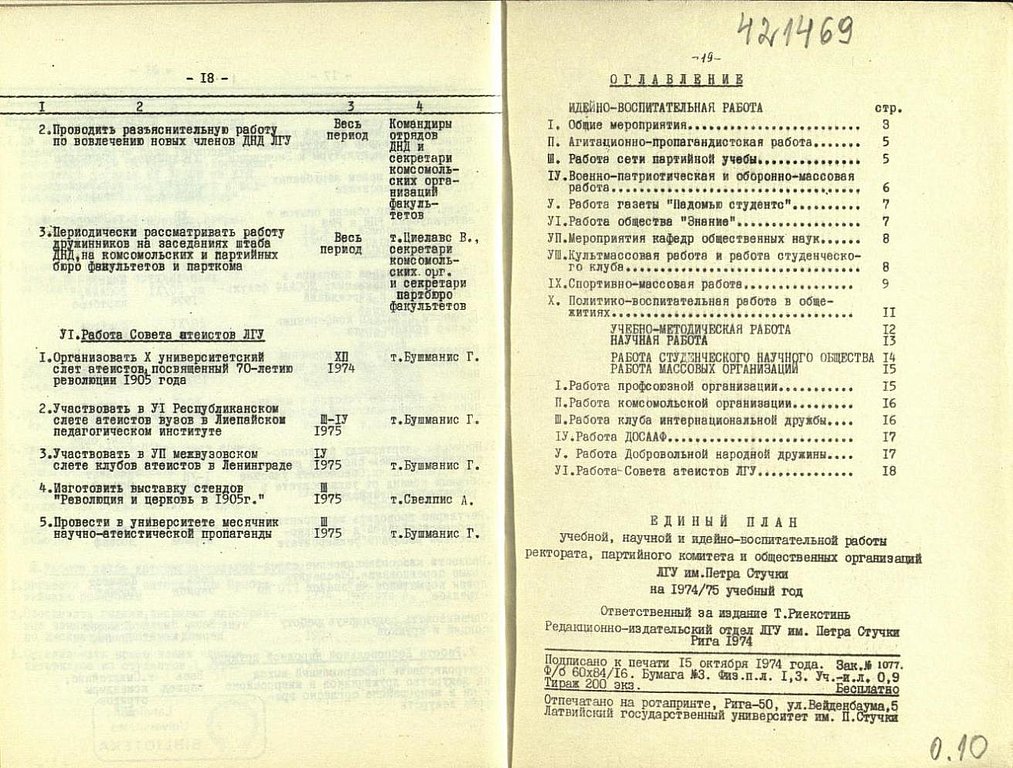 - I8 -
I 2 3 4
2.Проводить разъяснительную работу Весь Командиры
по вовлечению новых членов ДНД ЛГУ период отрядов
ДНД и
секретари
комсомоль-
ских орга-
низаций
факуль-
тетов
3.Периодически рассматривать работу Весь т.Циелавс В.,
дружинников на заседаниях штаба период секретари
ДНД,на комсомольских и партийных комсомоль-
бюро факультетов и парткома ских орг.
и секретари
партбюро
факультетов
УI.Работа Совета атеистов ЛГУ
I.Организовать Х университетский ХП т.Бушманис Г.
слет атеистов,посвященный 70-летию I974
революции I905 года
2.Участвовать в УI Республиканском
слете атеистов вузов в Лиепайском Ш-IУ т.Бушманис Г.
педагогическом институте I975
3.Участвовать в УП межвузовском IУ
слете клубов атеистов в Ленинграде I975 т.Бушманис Г.
4.Изготовить выставку стендов Ш
"Революция и церковь в I905г." I975 т.Свелпис А.
5.Провести в университете месячник Ш
научно-атеистической пропаганды I975 т.Бушманис Г.
421469
-19-
ОГЛАВЛЕНИЕ
ИДЕЙНО-ВОСПИТАТЕЛЬНАЯ РАБОТА стр.
I. Общие мероприятия........................ 3
П. Агитационно-пропагандистская работа....... 5
Ш. Работа сети партийной учебы............. 5
IУ.Военно-патриотическая и оборонно-массовая
работа............................... 6
У. Работа газеты "Падомью студентс".......... 7
УI.Работа общества "Знание"................. 7
УП.Мероприятия кафедр общественных наук..... 8
УШ.Культмассовая работа и работа студенческо-
го клуба............................. 8
IX.Спортивно-массовая работа................ 9
Х. Политико-воспитательная работа в обще-
житиях............................... II
УЧЕБНО-МЕТОДИЧЕСКАЯ РАБОТА I2
НАУЧНАЯ РАБОТА I3
РАБОТА СТУДЕНЧЕСКОГО НАУЧНОГО ОБЩЕСТВА I4
РАБОТА МАССОВЫХ ОРГАНИЗАЦИЙ I5
I.Работа профсоюзной организации........... I5
П.Работа комсомольской организации......... I6
Ш.Работа клуба интернациональной дружбы.... I6
IУ.Работа ДОСААФ........................ I7
У. Работа Добровольной народной дружины.... I7
УI.Работа Совета атеистов ЛГУ............. I8
ЕДИНЫЙ ПЛАН
учебной, научной и идейно-воспитательной работы
ректората, партийного комитета и общественных организаций
ЛГУ им.Петра Стучки
на I974/75 учебный год
Ответственный за издание Т.Риекстинь
Редакционно-издательский отдел ЛГУ им. Петра Стучки
Рига I974
Подписано к печати I5 октября I974 года. Зак.№ 1077.
Ф/б 60х84/I6. Бумага №3. Физ.п.л. I,3. Уч.-и.л. 0,9
Тираж 200 экз. Бесплатно
Отпечатано на ротапринте, Рига-50, ул.Вейденбаума,5
Латвийский государственный университет им. П.Стучки
0.10